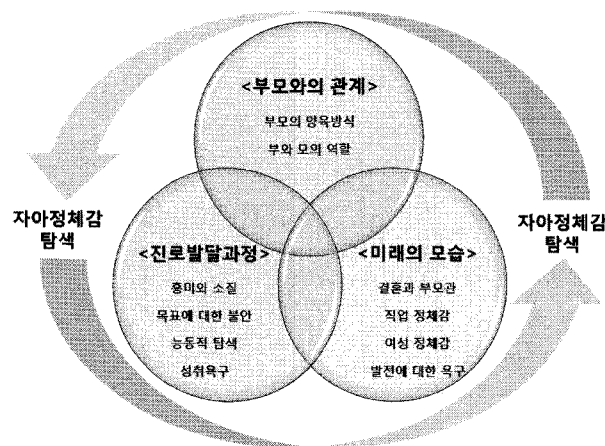 <부모와의 관계>
부모의 양육방식
부와 모의 역할
자아정체감
탐색
자아정체감
탐색
<진로발달과정>
흥미와 소질
목표에 대한 불안
능동적 탐색
성취욕구
<미래의 모습>
결혼과 부모관
직업 정체감
여성 정체감
발전에 대한 욕구